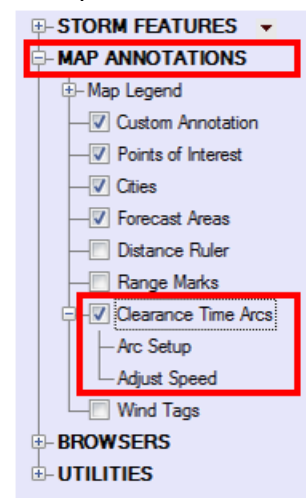 STORM FEATURES
MAP ANNOTATIONS
Map Legend
Custom Annotation
Points of Interest
Cities
Forecast Areas
Distance Ruler
Range Marks
Clearance Time Arcs
Arc Setup
Adjust Speed
Wind Tags
BROWSERS
UTILITIES